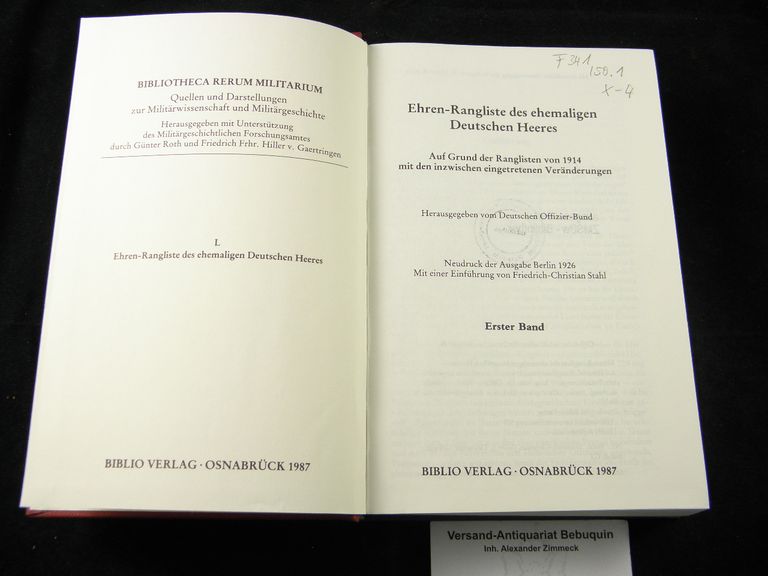 BIBLIOTHECA RERUM MILITARIUM
Quellen und Darstellungen
zur Militärwissenschaft und Militärgeschichte
Herausgegeben mit Unterstützung
des Militärgeschichtlichen Forschungsamtes
durch Günter Roth und Friedrich Frhr. Hiller v. Gaertringen
L
Ehren-Rangliste des ehemaligen Deutschen Heeres
BIBLIO VERLAG · OSNABRÜCK 1987
F 341
150.1
X-4
Ehren-Rangliste des ehemaligen
Deutschen Heeres
Auf Grund der Ranglisten von 1914
mit den inzwischen eingetretenen Veränderungen
Herausgegeben vom Deutschen Offizier-Bund
Neudruck der Ausgabe Berlin 1926
Mit einer Einführung von Friedrich-Christian Stahl
Erster Band
BIBLIO VERLAG · OSNABRÜCK 1987
Versand-Antiquariat Bebuquin
Inh. Alexander Zimmeck